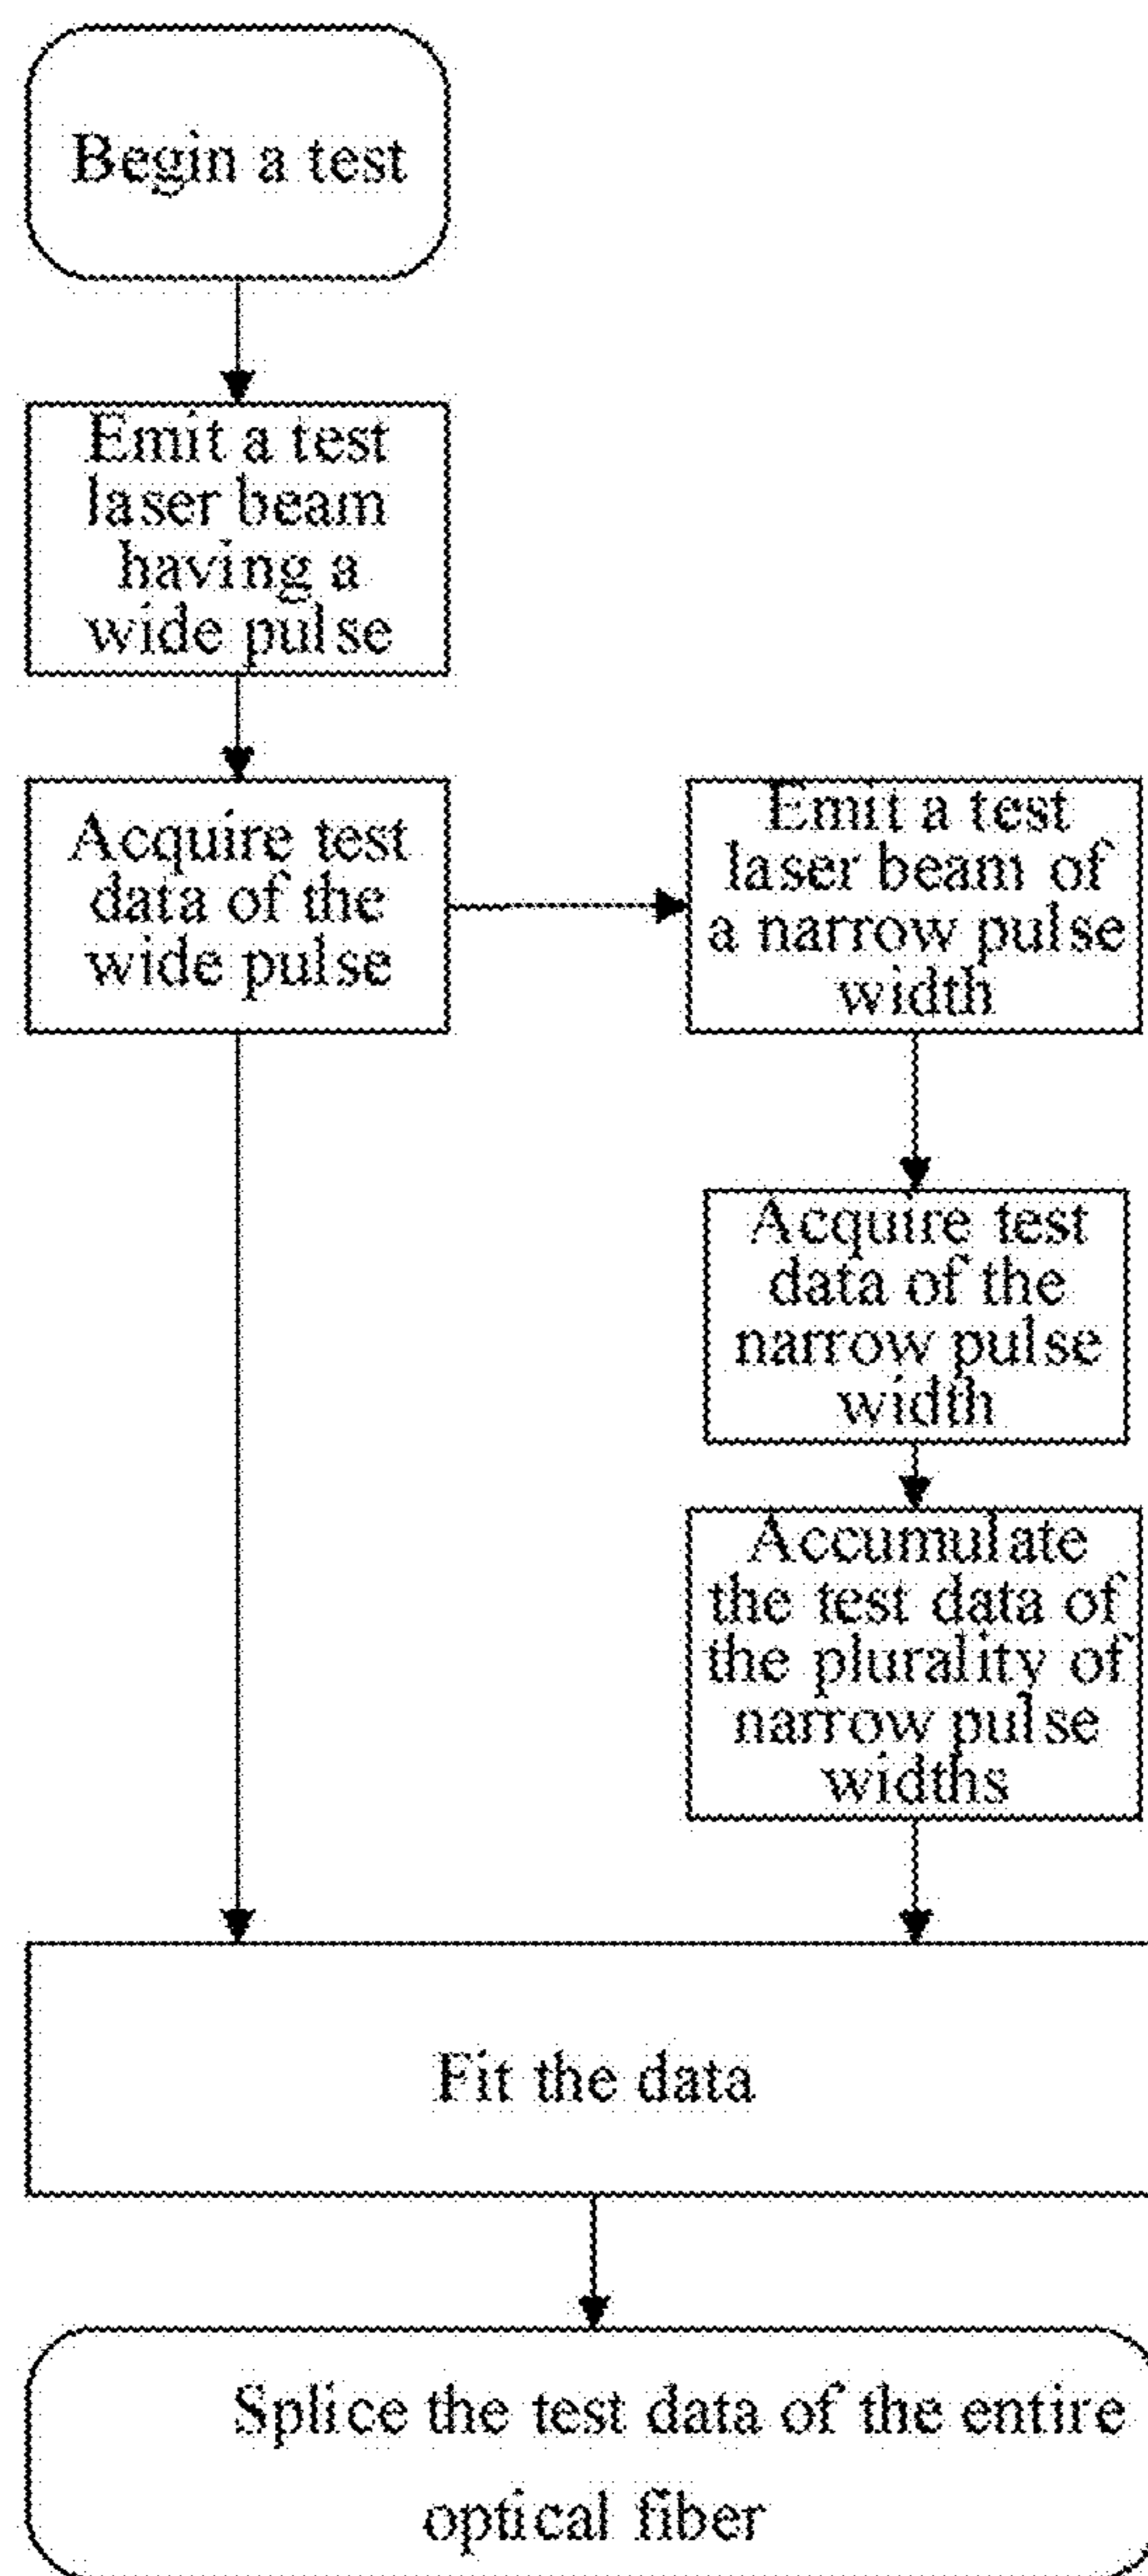 Begin a test
Emit a test
laser beam
having a
wide pulse
Acquire test
data of the
wide pulse
Emit a test
laser beam of
a narrow pulse
width
Acquire test
data of the
narrow pulse
width
Accumulate
the test data of
the plurality of
narrow pulse
widths
Fit the data
Splice the test data of the entire
optical fiber